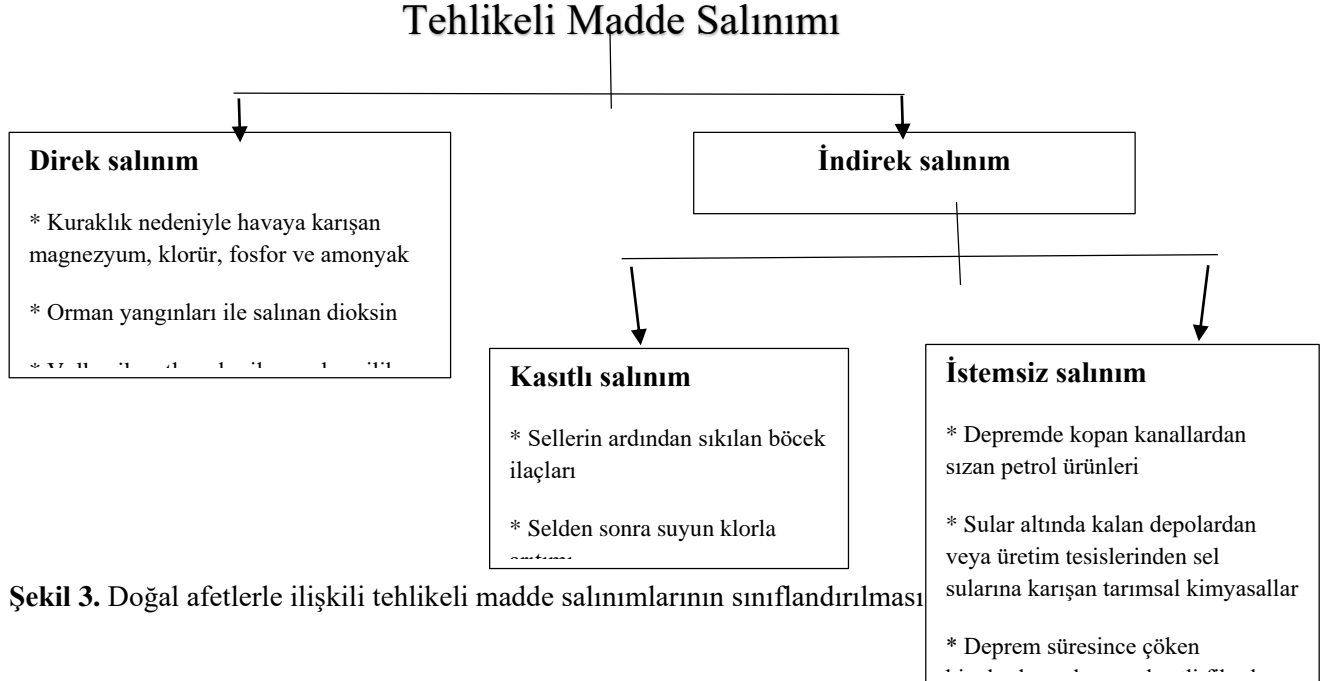 Tehlikeli Madde Salınımı
Direk salınım
* Kuraklık nedeniyle havaya karışan
magnezyum, klorür, fosfor ve amonyak
* Orman yangınları ile salınan dioksin
İndirek salınım
Kasıtlı salınım
* Sellerin ardından sıkılan böcek
ilaçları
* Selden sonra suyun klorla
İstemsiz salınım
* Depremde kopan kanallardan
sızan petrol ürünleri
* Sular altında kalan depolardan
veya üretim tesislerinden sel
sularına karışan tarımsal kimyasallar
* Deprem süresince çöken
Şekil 3. Doğal afetlerle ilişkili tehlikeli madde salınımlarının sınıflandırılması